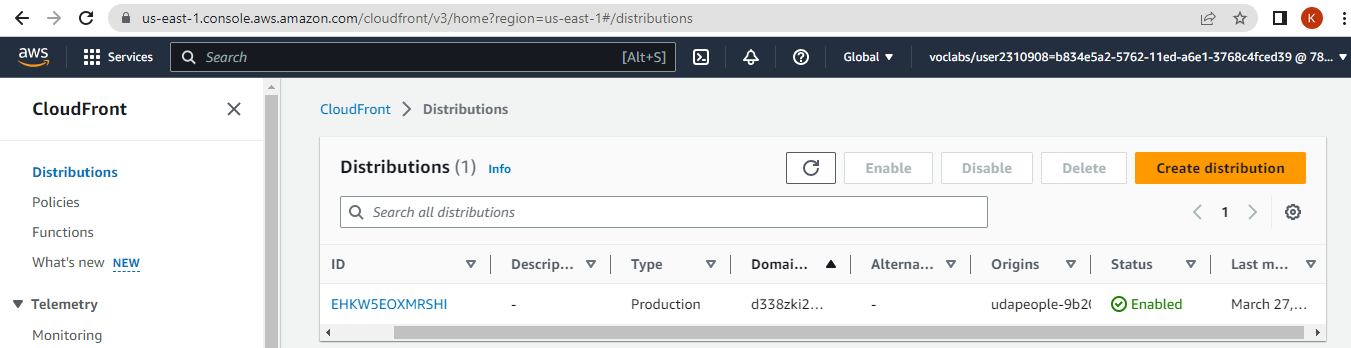 us-east-1.console.aws.amazon.com/cloudfront/v3/home?region=us-east-1#/distributions
K
aws
Services
Search
[Alt+S]
Global
voclabs/user2310908=b834e5a2-5762-11ed-a6e1-3768c4fced39 @ 78...
CloudFront
Distributions
Policies
Functions
What's new NEW
Telemetry
Monitoring
CloudFront > Distributions
Distributions (1) Info
Enable
Disable
Delete
Create distribution
Search all distributions
1
ID Descrip... Type Domai... Alterna... Origins Status Last m...
EHKW5EOXMRSHI - Production d338zki2... - udapeople-9b20 Enabled March 27,...